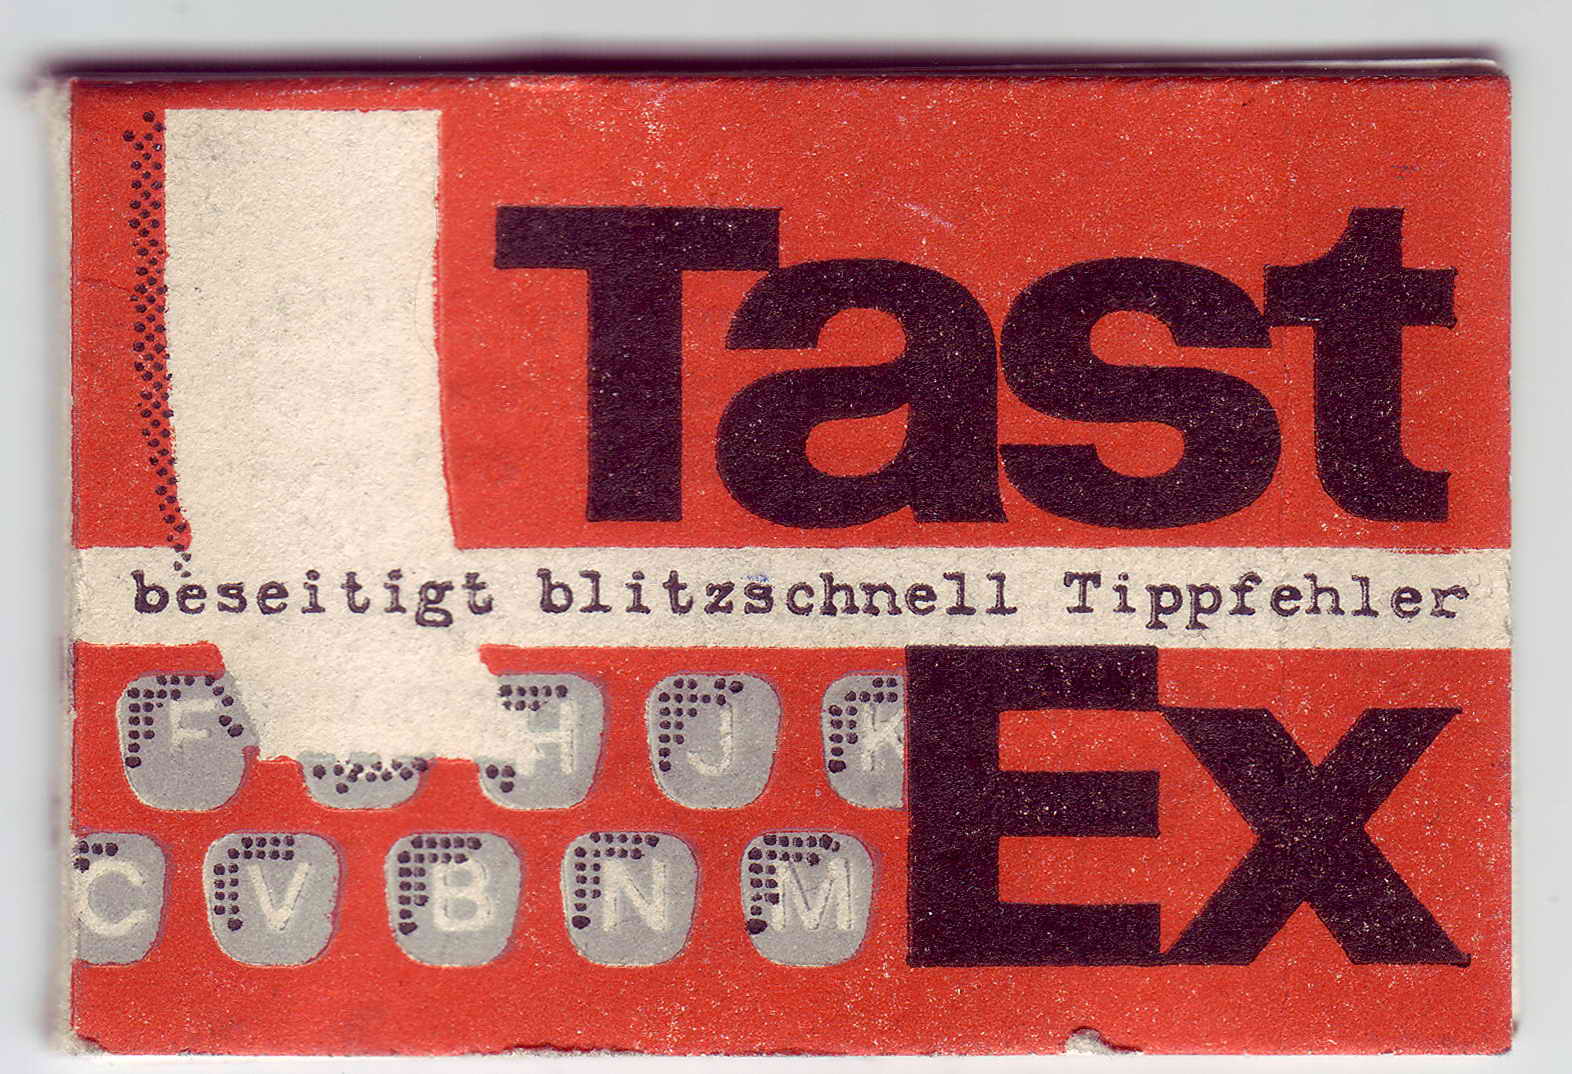 Tast
beseitigt blitzschnell Tippfehler
Ex
F H J K
C V B N M